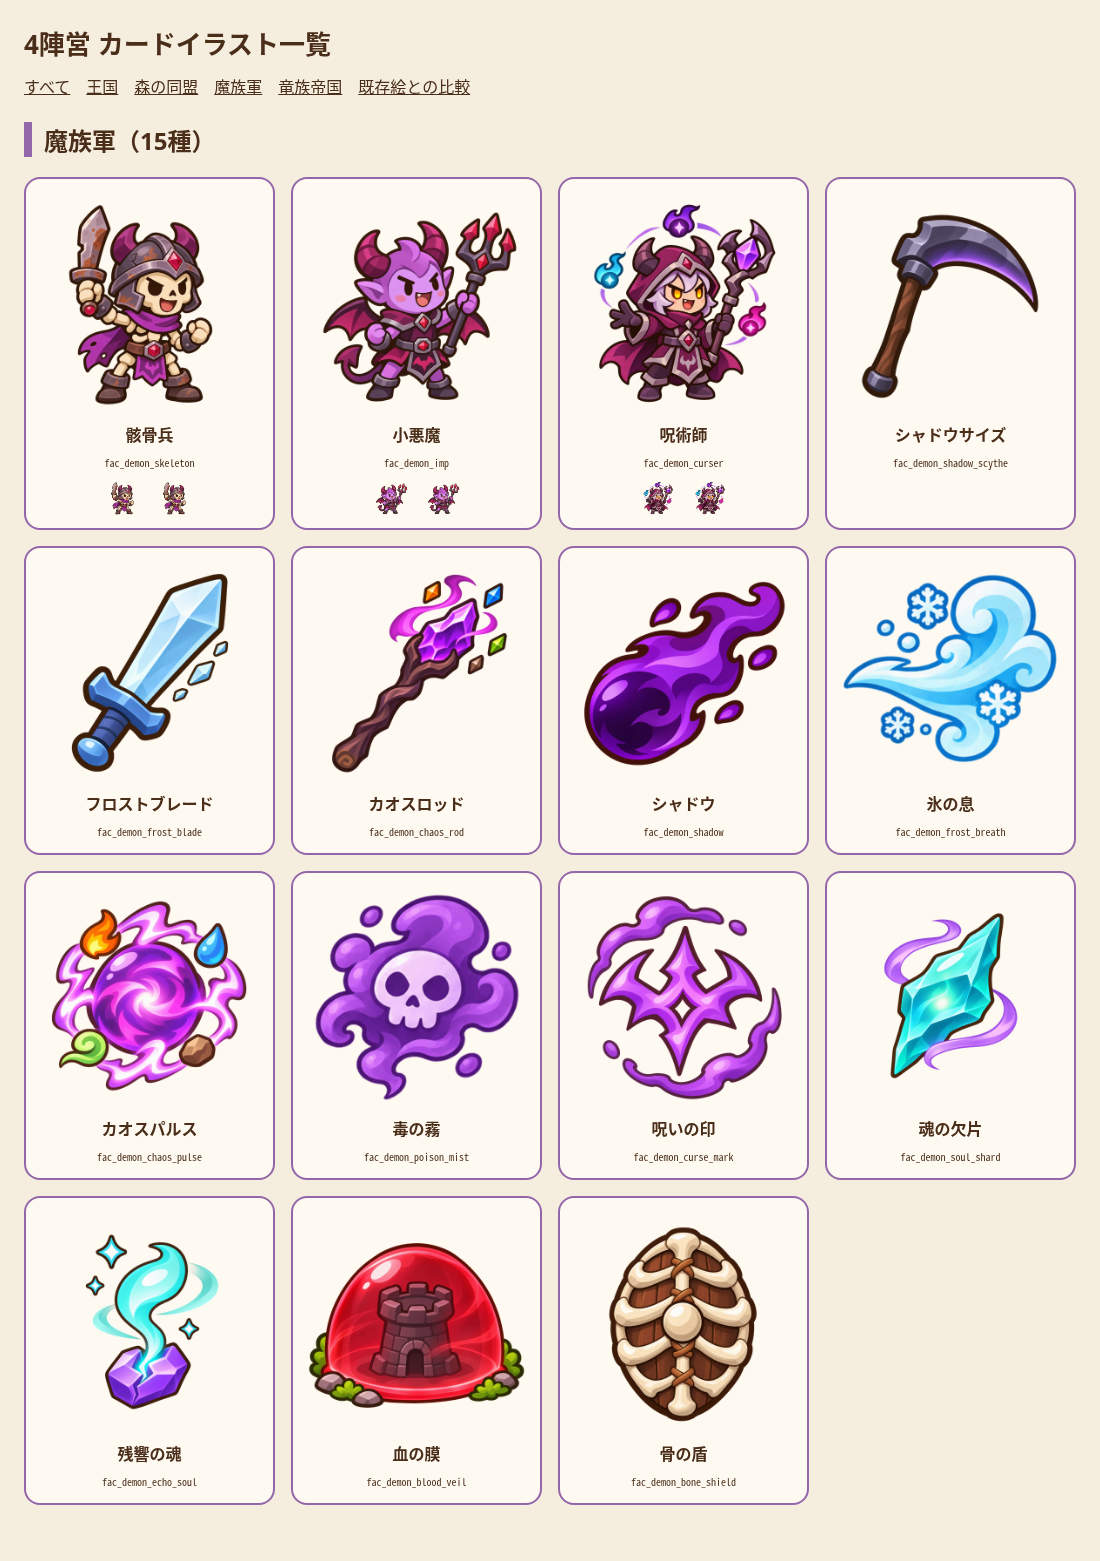 4陣営 カードイラスト一覧
すべて 王国 森の同盟 魔族軍 竜族帝国 既存絵との比較
魔族軍（15種）
骸骨兵
fac_demon_skeleton
小悪魔
fac_demon_imp
呪術師
fac_demon_curser
シャドウサイズ
fac_demon_shadow_scythe
フロストブレード
fac_demon_frost_blade
カオスロッド
fac_demon_chaos_rod
シャドウ
fac_demon_shadow
氷の息
fac_demon_frost_breath
カオスパルス
fac_demon_chaos_pulse
毒の霧
fac_demon_poison_mist
呪いの印
fac_demon_curse_mark
魂の欠片
fac_demon_soul_shard
残響の魂
fac_demon_echo_soul
血の膜
fac_demon_blood_veil
骨の盾
fac_demon_bone_shield